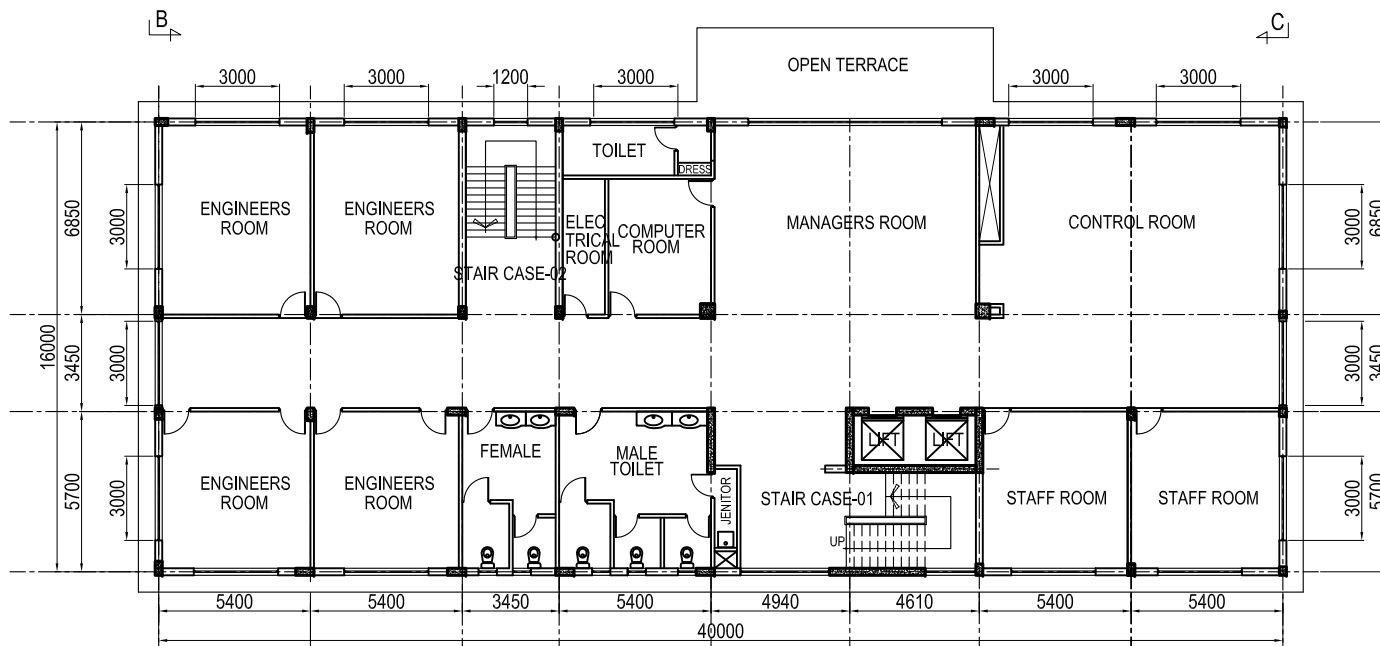 B
C
OPEN TERRACE
3000
3000
1200
3000
3000
3000
TOILET
DRESS
ENGINEERS
ROOM
ENGINEERS
ROOM
ELEC
TRICAL
ROOM
COMPUTER
ROOM
MANAGERS ROOM
CONTROL ROOM
STAIR CASE-02
6850
3000
3000
6850
16000
3450
3000
3000
3450
FEMALE
MALE
TOILET
LIFT
LIFT
ENGINEERS
ROOM
ENGINEERS
ROOM
JENITOR
STAIR CASE-01
STAFF ROOM
STAFF ROOM
UP
5700
3000
3000
5700
5400
5400
3450
5400
4940
4610
5400
5400
40000